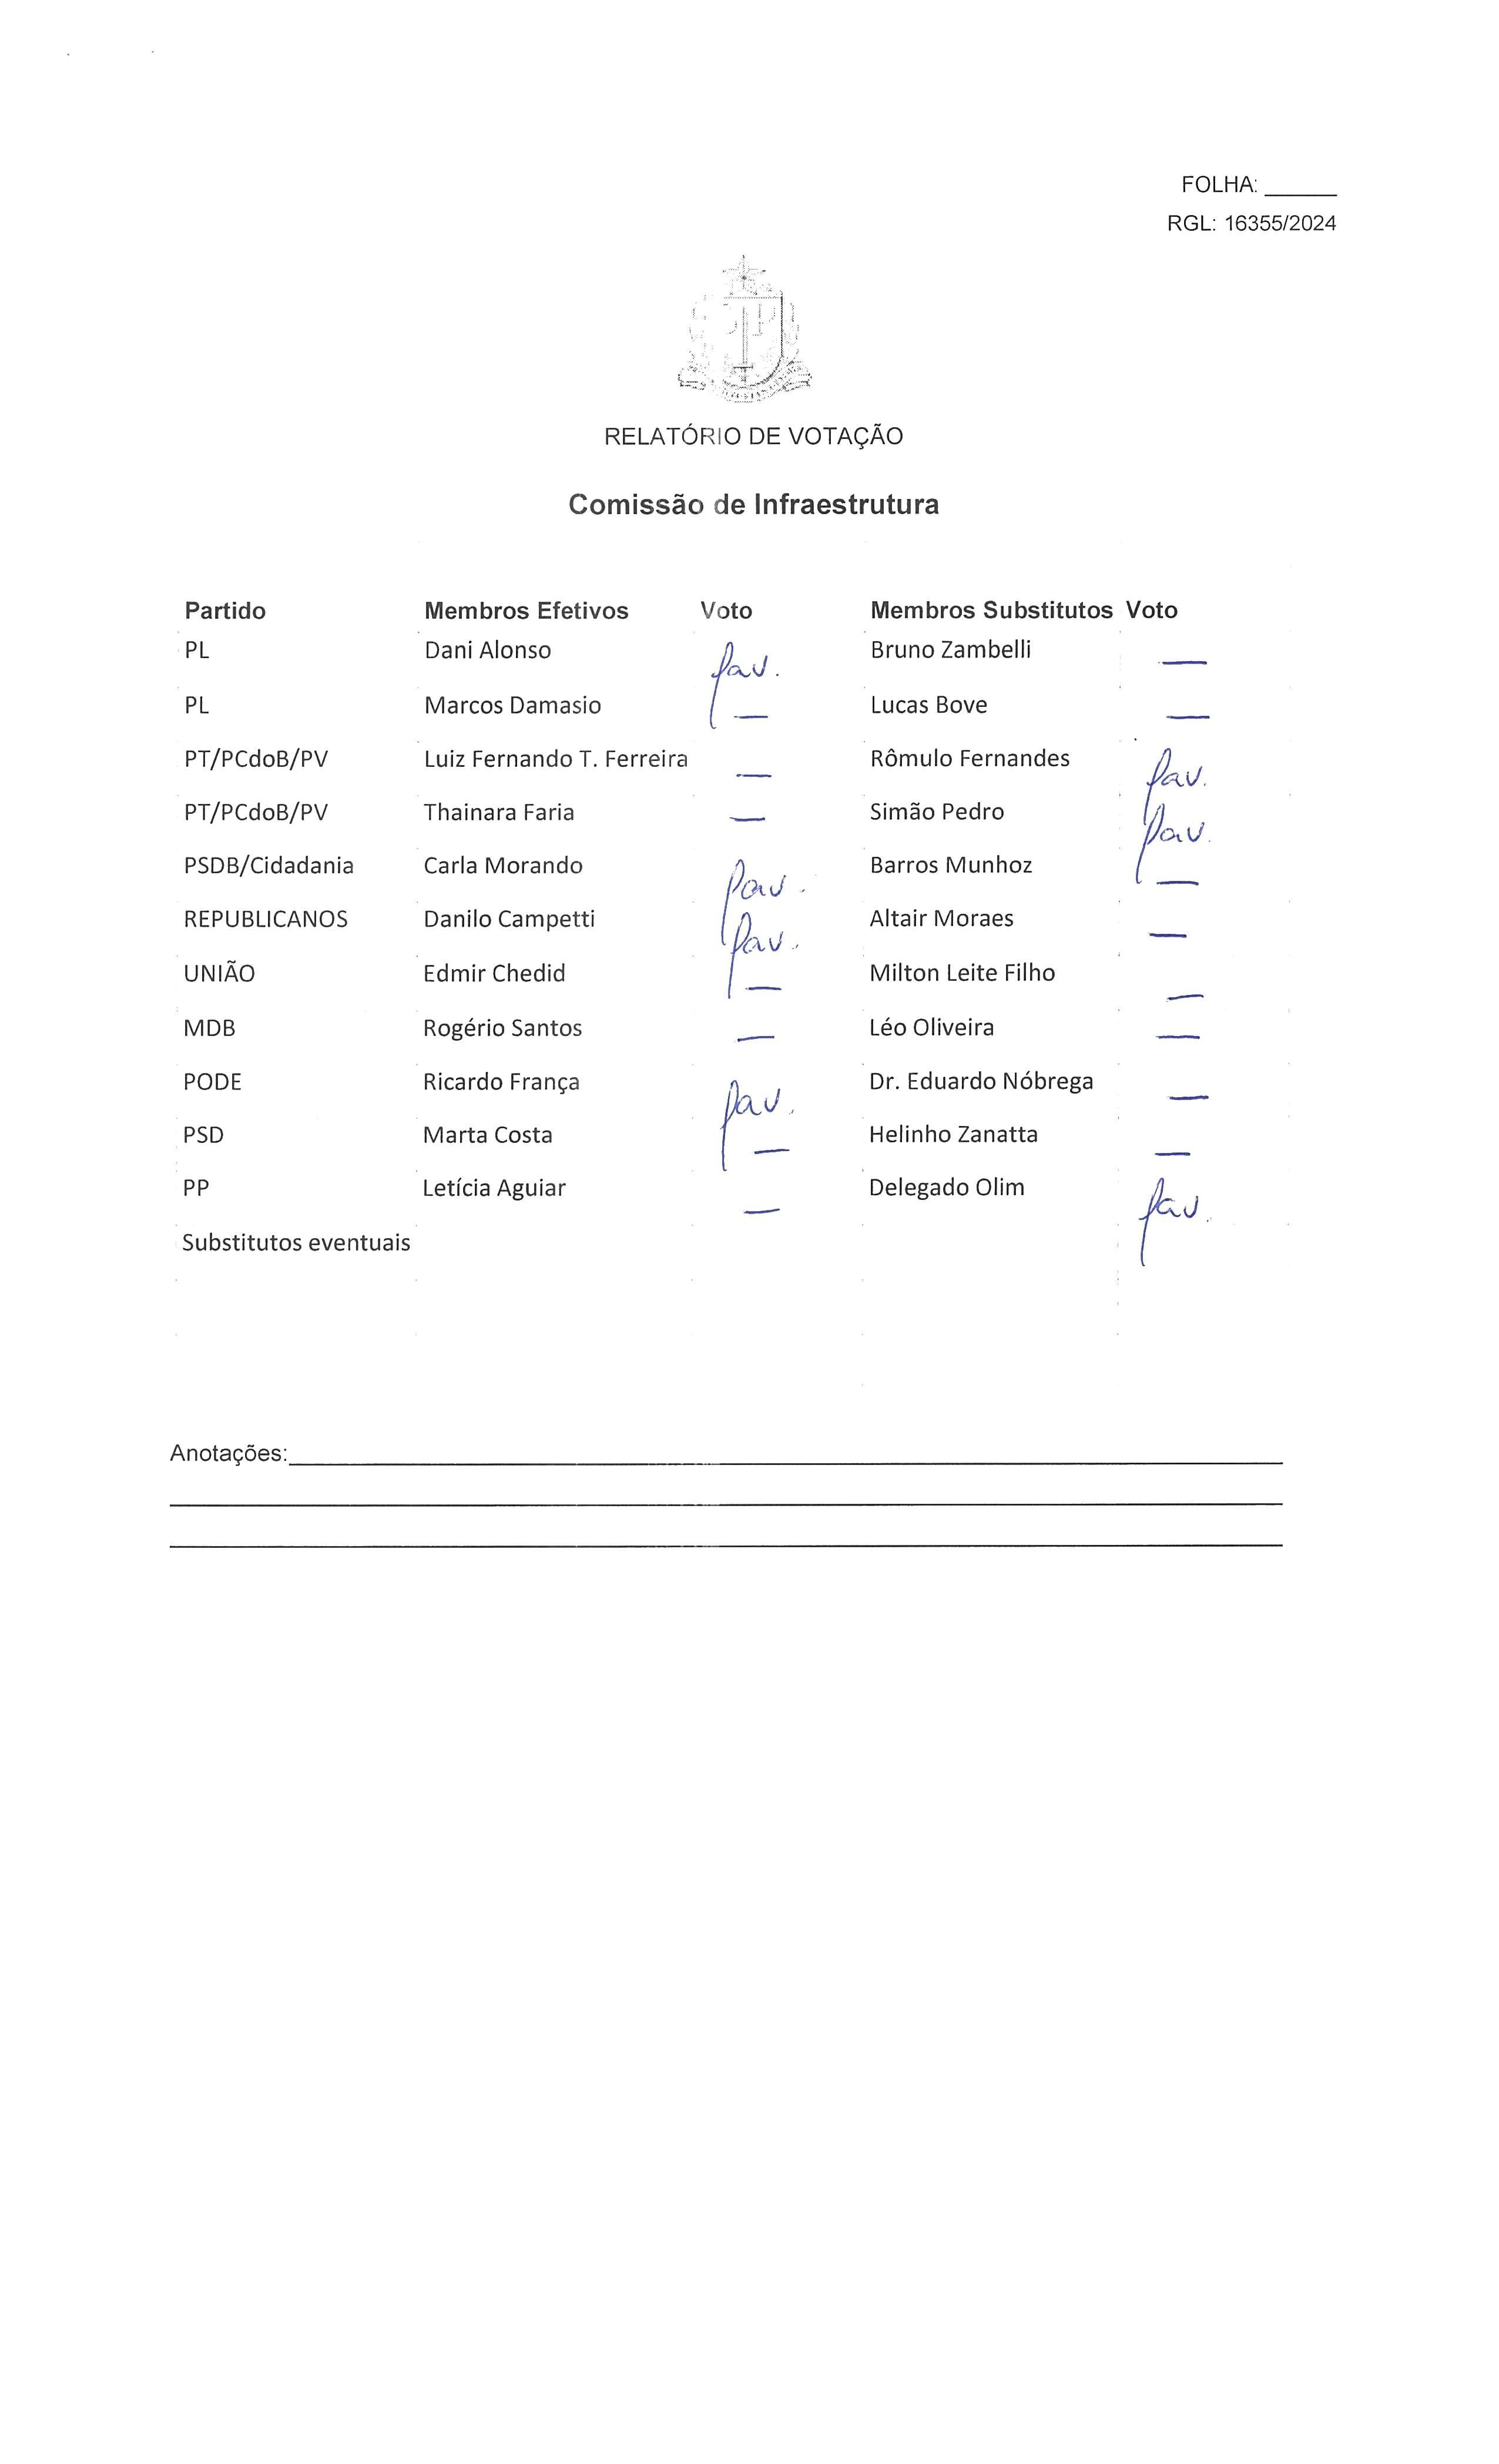 FOLHA: ______
RGL: 16355/2024
RELATÓRIO DE VOTAÇÃO
Comissão de Infraestrutura
Partido Membros Efetivos Voto Membros Substitutos Voto
PL Dani Alonso fav. Bruno Zambelli —
PL Marcos Damasio — Lucas Bove —
PT/PCdoB/PV Luiz Fernando T. Ferreira — Rômulo Fernandes fav.
PT/PCdoB/PV Thainara Faria — Simão Pedro fav.
PSDB/Cidadania Carla Morando fav. Barros Munhoz —
REPUBLICANOS Danilo Campetti fav. Altair Moraes —
UNIÃO Edmir Chedid — Milton Leite Filho —
MDB Rogério Santos — Léo Oliveira —
PODE Ricardo França fav. Dr. Eduardo Nóbrega —
PSD Marta Costa — Helinho Zanatta —
PP Letícia Aguiar — Delegado Olim fav.
Substitutos eventuais
Anotações: